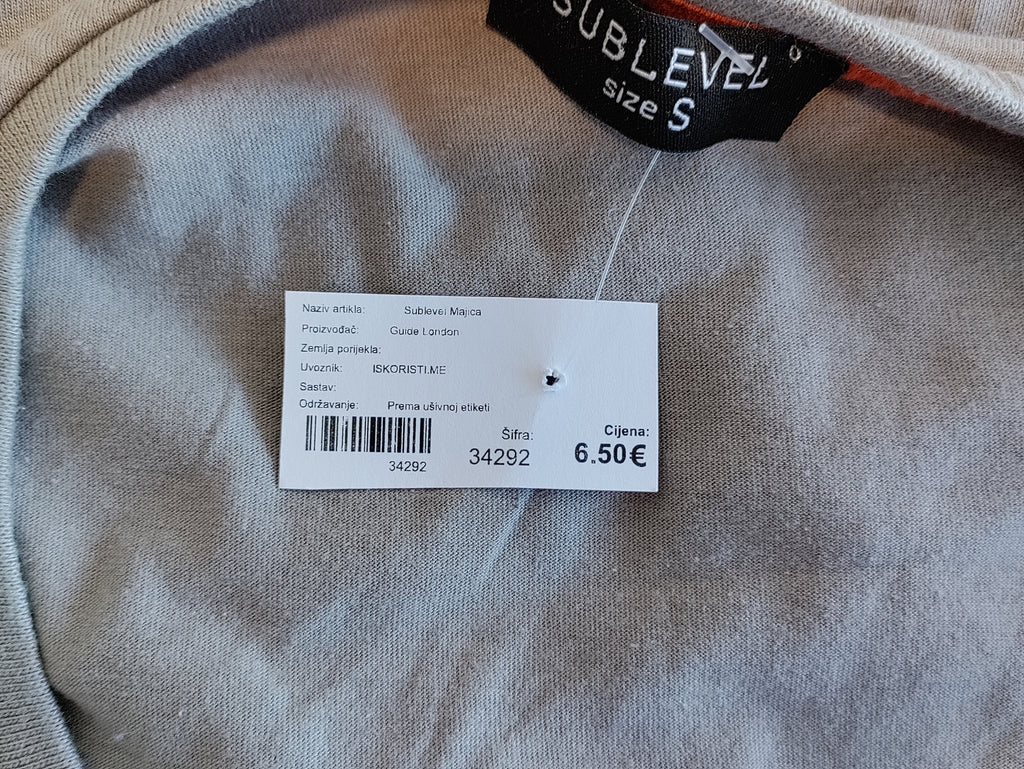 SUBLEVEL
size S
Naziv artikla: Sublevel Majica
Proizvođač: Guide London
Zemlja porijekla:
Uvoznik: ISKORISTI.ME
Sastav:
Održavanje: Prema ušivnoj etiketi
34292
Šifra:
34292
Cijena:
6.50€